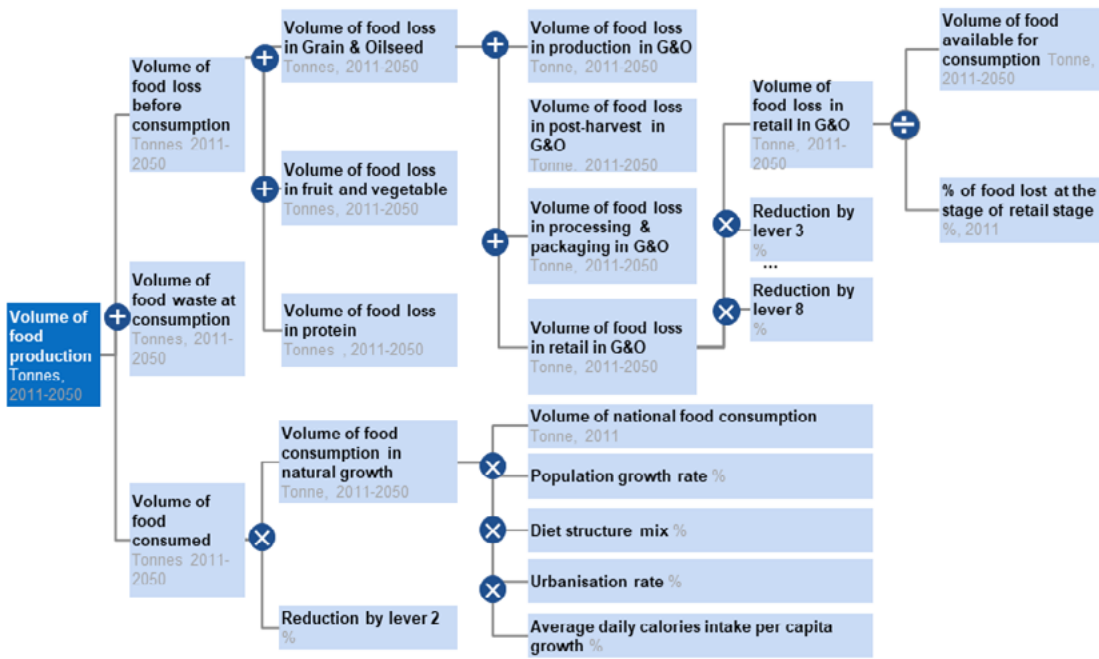 Volume of
food
production
Tonnes,
2011-2050
Volume of
food loss
before
consumption
Tonnes 2011-
2050
Volume of
food waste at
consumption
Tonnes, 2011-
2050
Volume of
food
consumed
Tonnes 2011-
2050
Volume of food loss
in Grain & Oilseed
Tonnes, 2011-2050
Volume of food loss
in fruit and vegetable
Tonnes, 2011-2050
Volume of food loss
in protein
Tonnes , 2011-2050
Volume of food
consumption in
natural growth
Tonne, 2011-2050
Reduction by lever 2
%
Volume of food loss
in production in G&O
Tonne, 2011-2050
Volume of food loss
in post-harvest in
G&O
Tonne, 2011-2050
Volume of food loss
in processing &
packaging in G&O
Tonne, 2011-2050
Volume of food loss
in retail in G&O
Tonne, 2011-2050
Volume of national food consumption
Tonne, 2011
Population growth rate %
Diet structure mix %
Urbanisation rate %
Average daily calories intake per capita
growth %
Volume of
food loss in
retail In G&O
Tonne, 2011-
2050
Reduction by
lever 3
%
...
Reduction by
lever 8
%
Volume of food
available for
consumption Tonne,
2011-2050
% of food lost at the
stage of retail stage
%, 2011